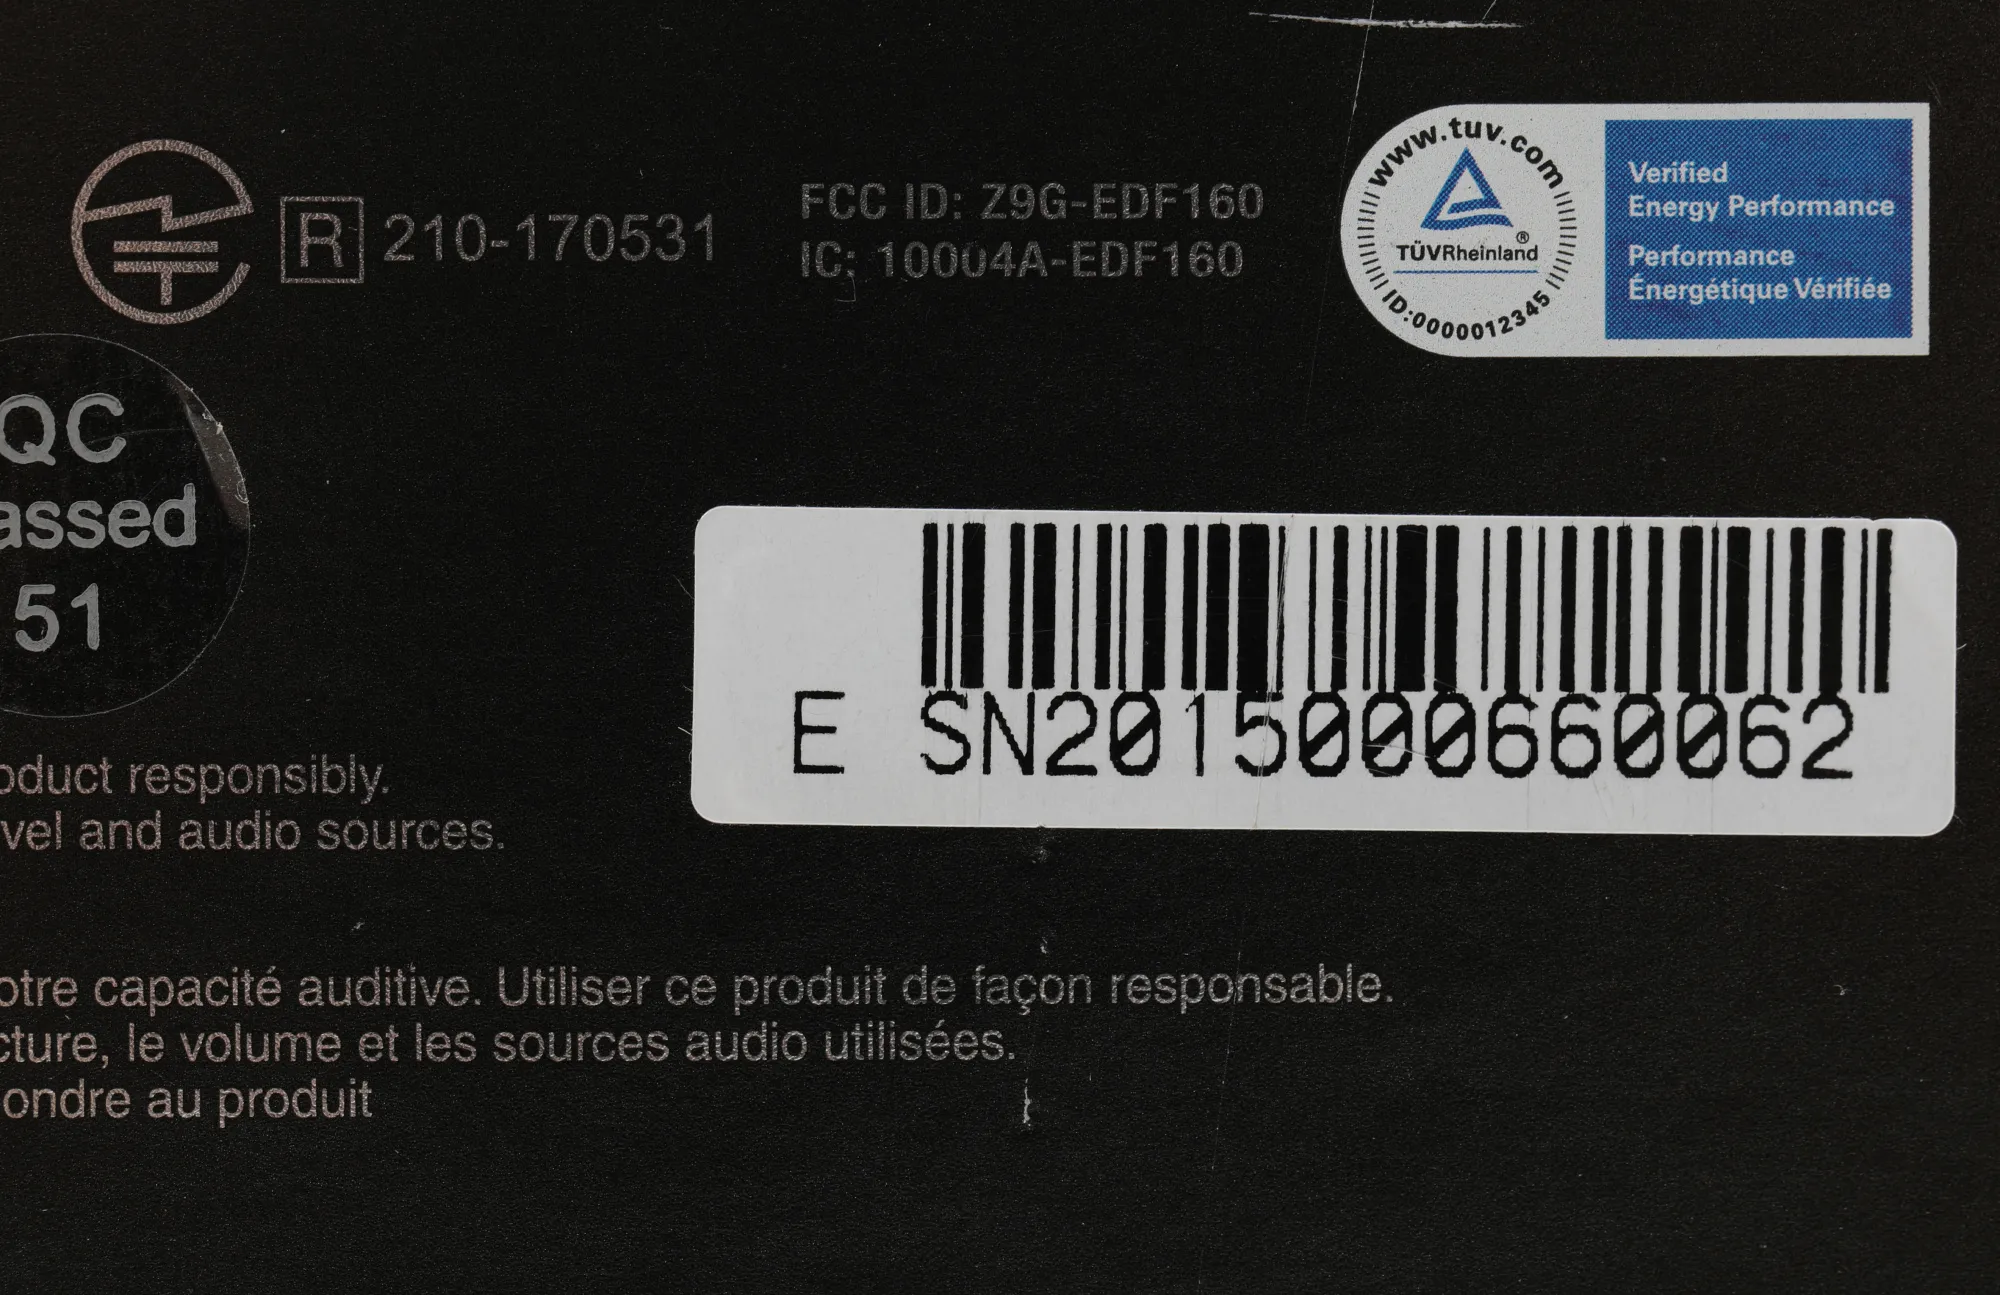 R 210-170531
FCC ID: Z9G-EDF160
IC: 10004A-EDF160
www.tuv.com
TÜVRheinland®
ID:0000012345
Verified
Energy Performance
Performance
Énergétique Vérifiée
QC
assed
51
E SN2015000660062
oduct responsibly.
vel and audio sources.
otre capacité auditive. Utiliser ce produit de façon responsable.
cture, le volume et les sources audio utilisées.
ondre au produit